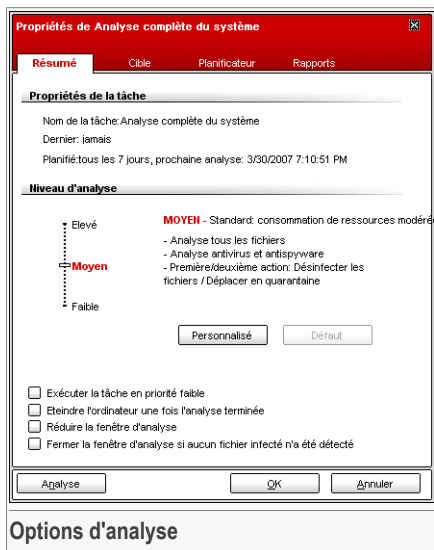 Propriétés de Analyse complète du système
Résumé Cible Planificateur Rapports
Propriétés de la tâche
Nom de la tâche:Analyse complète du système
Dernier: jamais
Planifié:tous les 7 jours, prochaine analyse: 3/30/2007 7:10:51 PM
Niveau d'analyse
Elevé
Moyen
Faible
MOYEN - Standard: consommation de ressources modéré
- Analyse tous les fichiers
- Analyse antivirus et antispyware
- Première/deuxième action: Désinfecter les
fichiers / Déplacer en quarantaine
Personnalisé Défaut
Exécuter la tâche en priorité faible
Eteindre l'ordinateur une fois l'analyse terminée
Réduire la fenêtre d'analyse
Fermer la fenêtre d'analyse si aucun fichier infecté n'a été détecté
Analyse OK Annuler
Options d'analyse